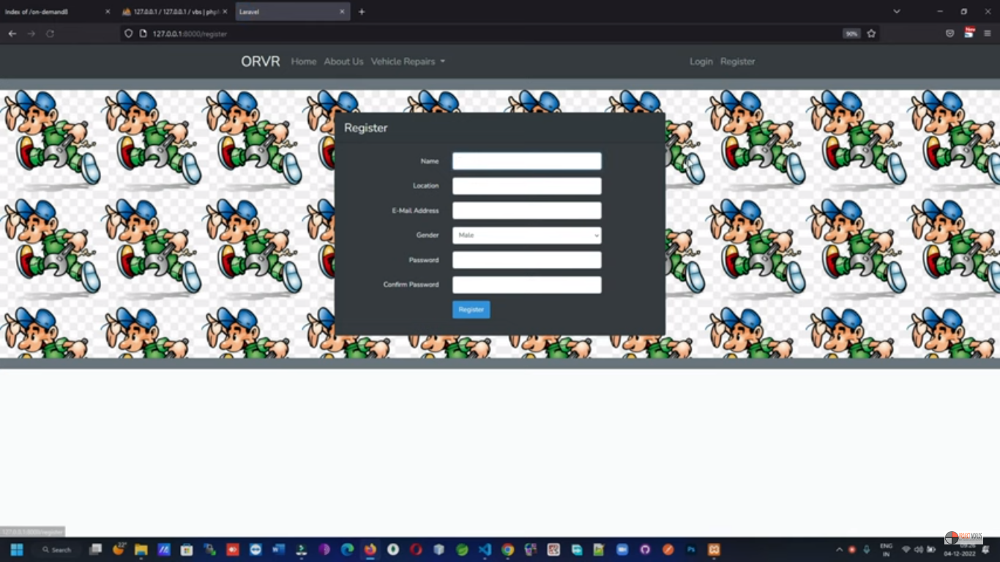 Index of /on-demand8
127.0.0.1 / 127.0.0.1 / vbs | php
Laravel
127.0.0.1:8000/register
90%
New
ORVR Home About Us Vehicle Repairs Login Register
Register
Name
Location
E-Mail Address
Gender Male
Password
Confirm Password
Register
127.0.0.1:8000/register
22°
Search
ENG
IN
04-12-2022